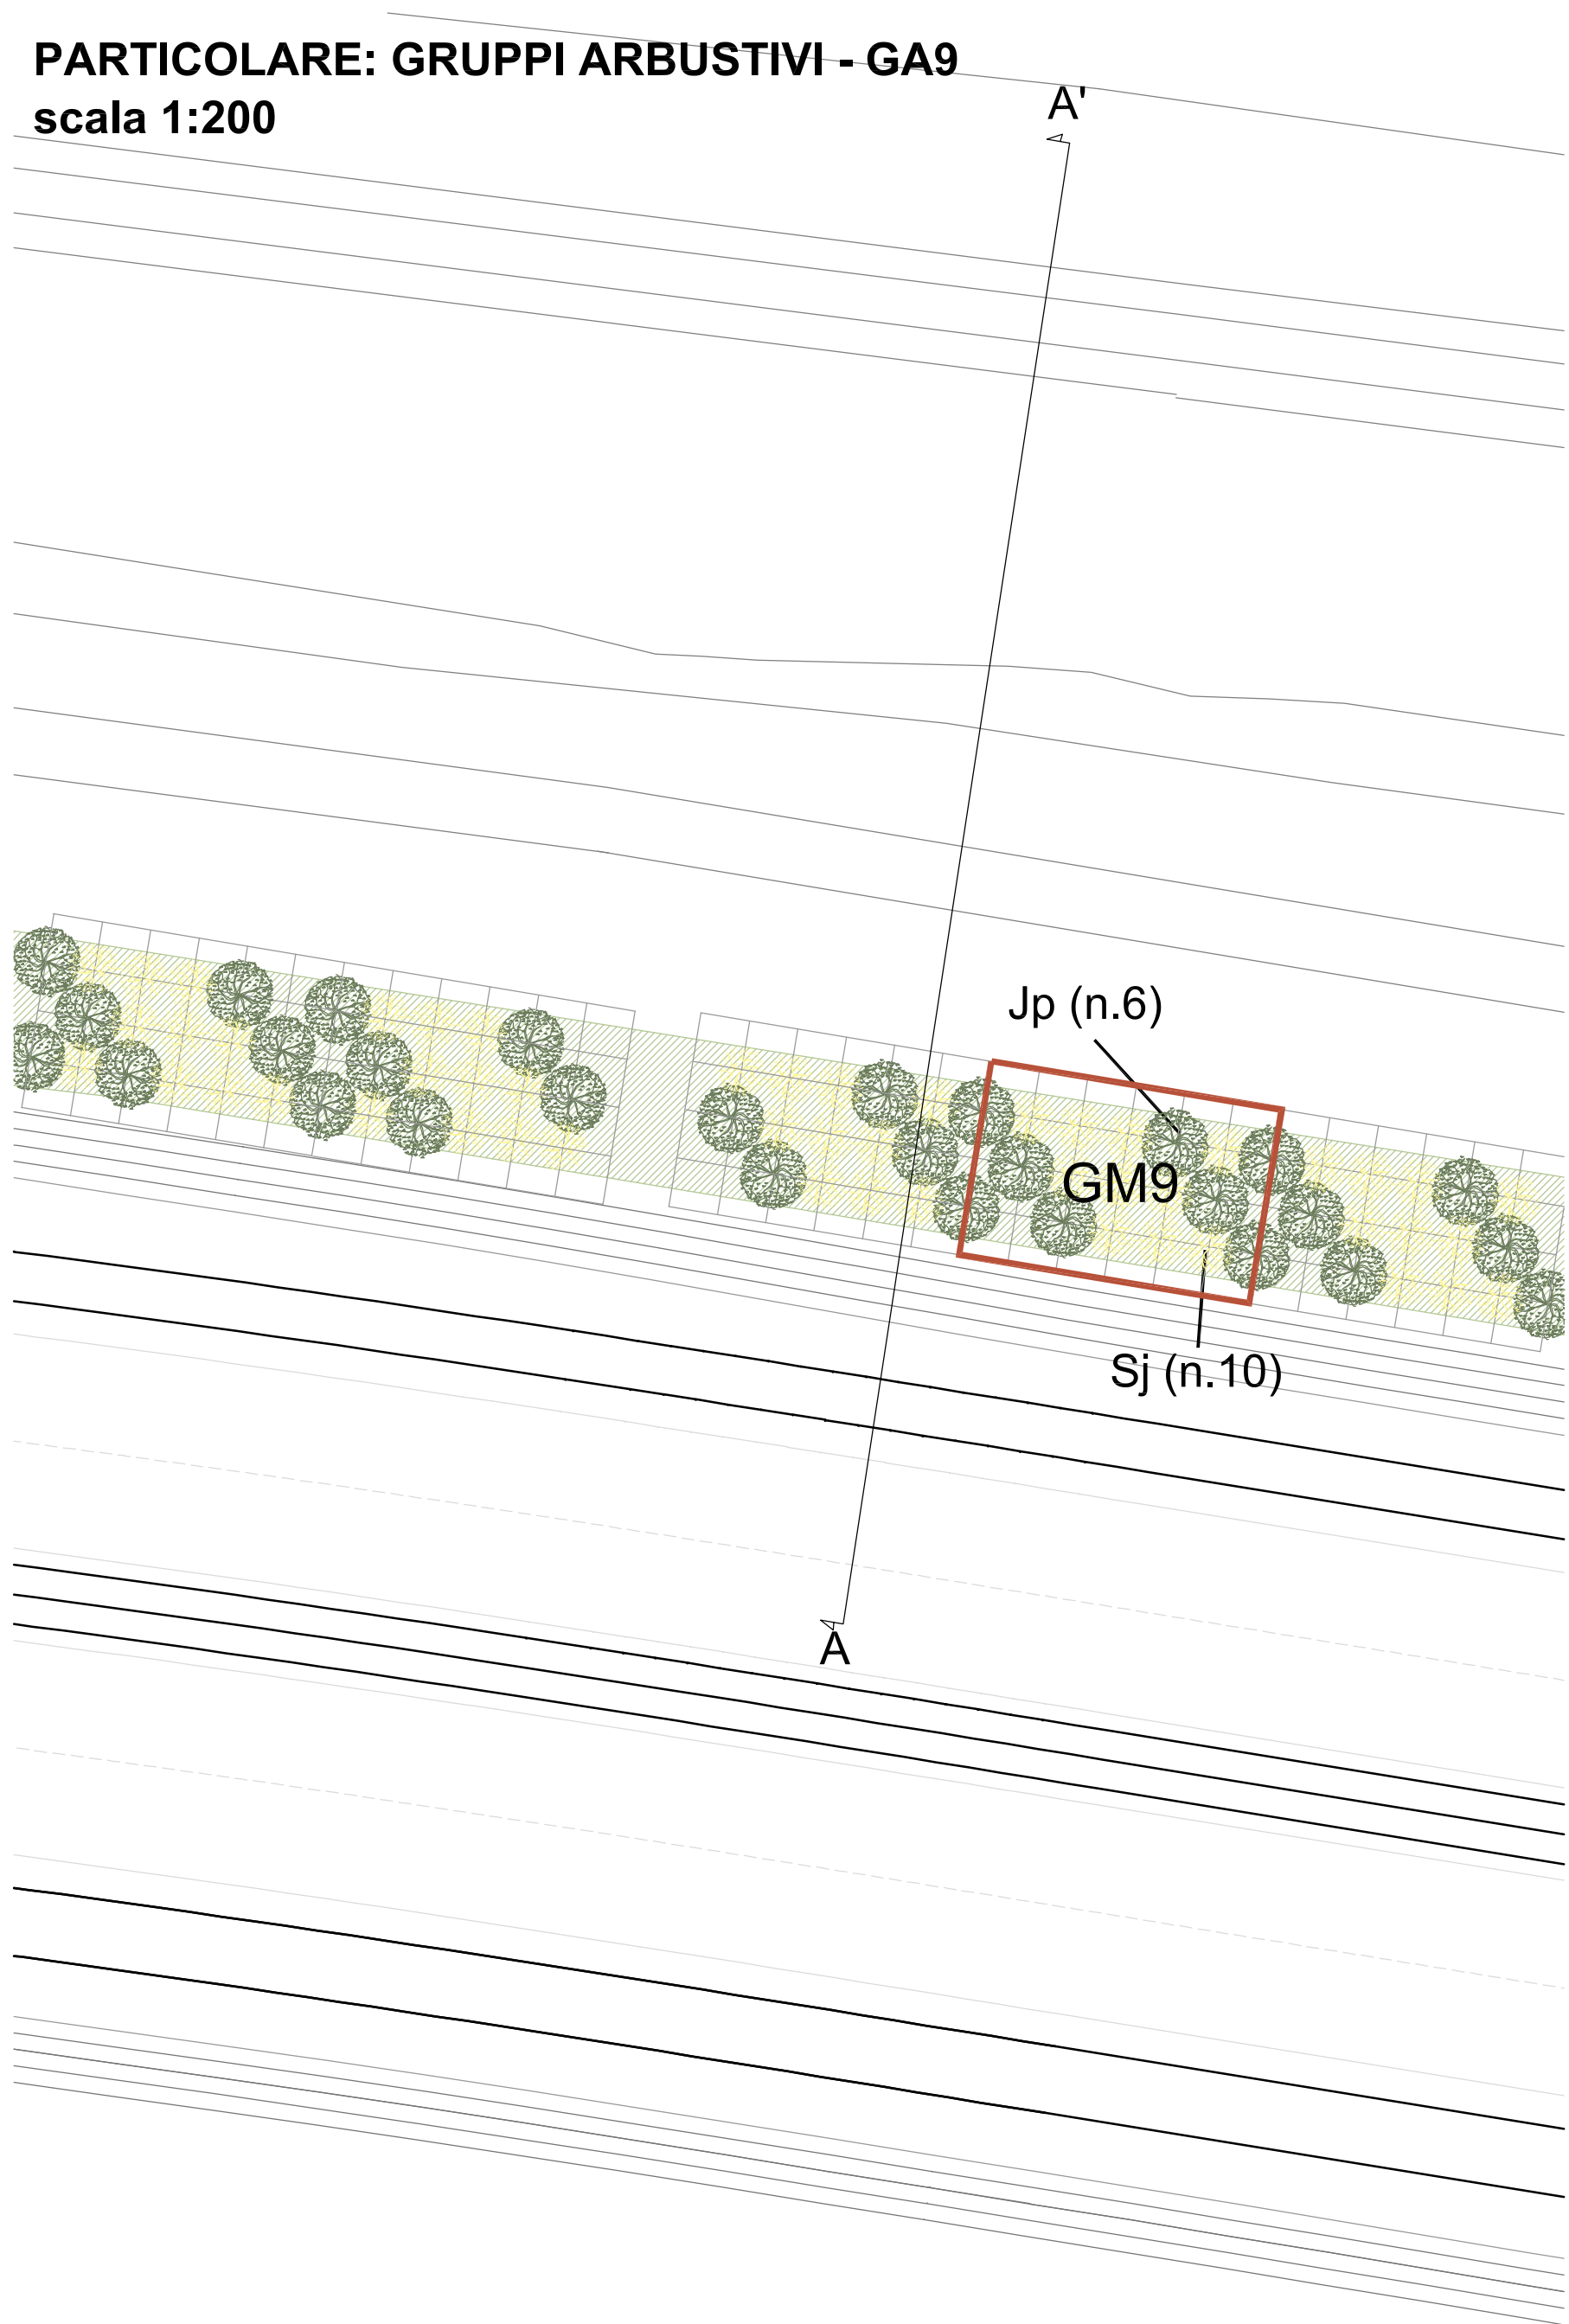 PARTICOLARE: GRUPPI ARBUSTIVI - GA9
scala 1:200
A'
Jp (n.6)
GM9
Sj (n.10)
A